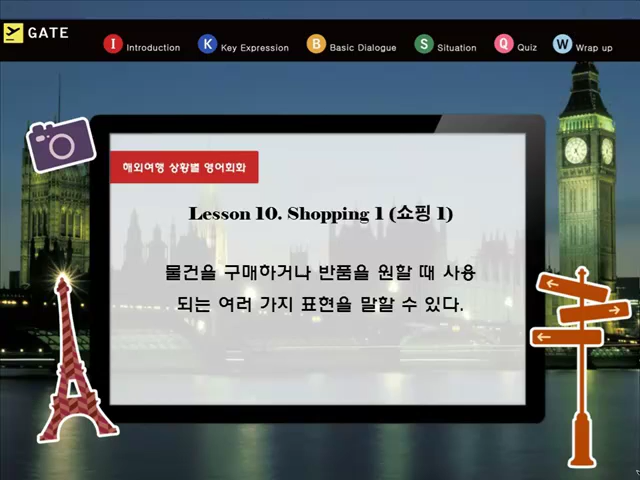 GATE
I Introduction K Key Expression B Basic Dialogue S Situation Q Quiz W Wrap up
해외여행 상황별 영어회화
Lesson 10. Shopping 1 (쇼핑 1)
물건을 구매하거나 반품을 원할 때 사용
되는 여러 가지 표현을 말할 수 있다.